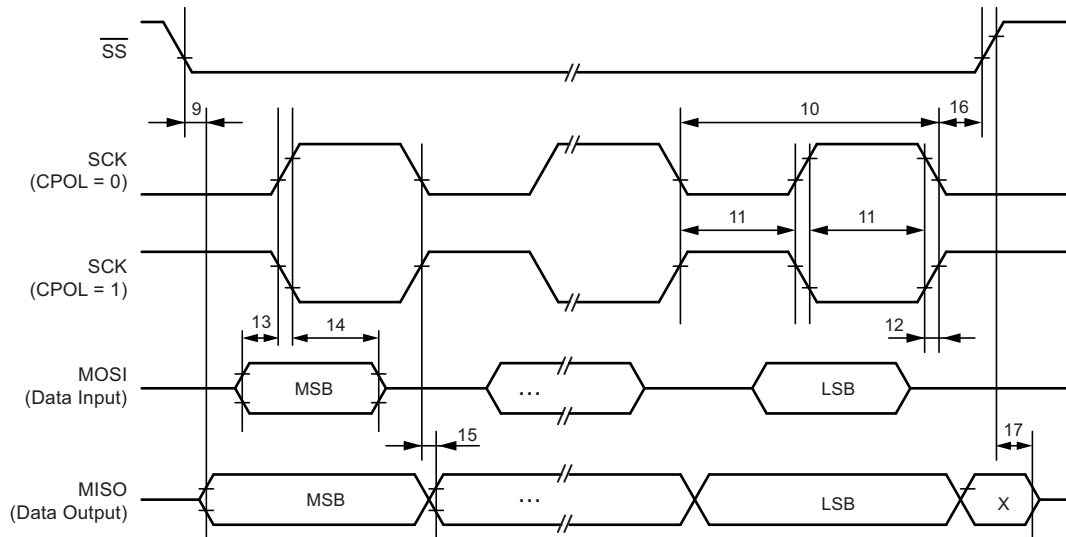 SS
9
10
16
SCK
(CPOL = 0)
11
11
SCK
(CPOL = 1)
13
14
12
MOSI
(Data Input)
MSB
...
LSB
15
17
MISO
(Data Output)
MSB
...
LSB
X